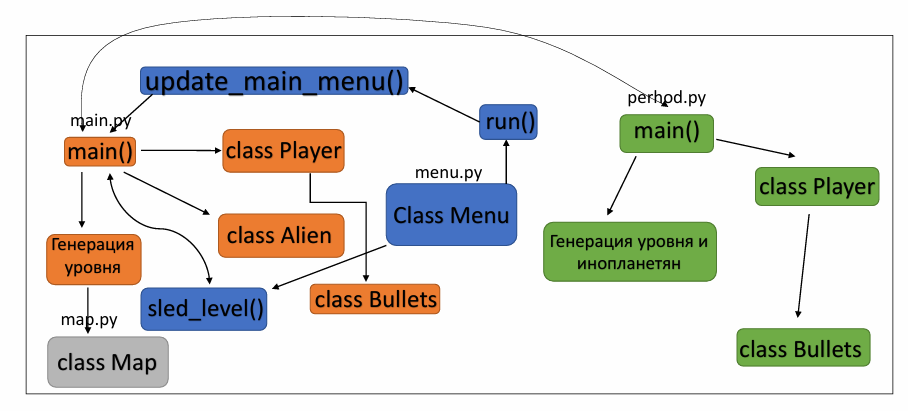 update_main_menu()
perhod.py
main.py
run()
main()
main()
class Player
menu.py
class Player
Class Menu
class Alien
Генерация
уровня
Генерация уровня и
инопланетян
sled_level()
class Bullets
map.py
class Map
class Bullets